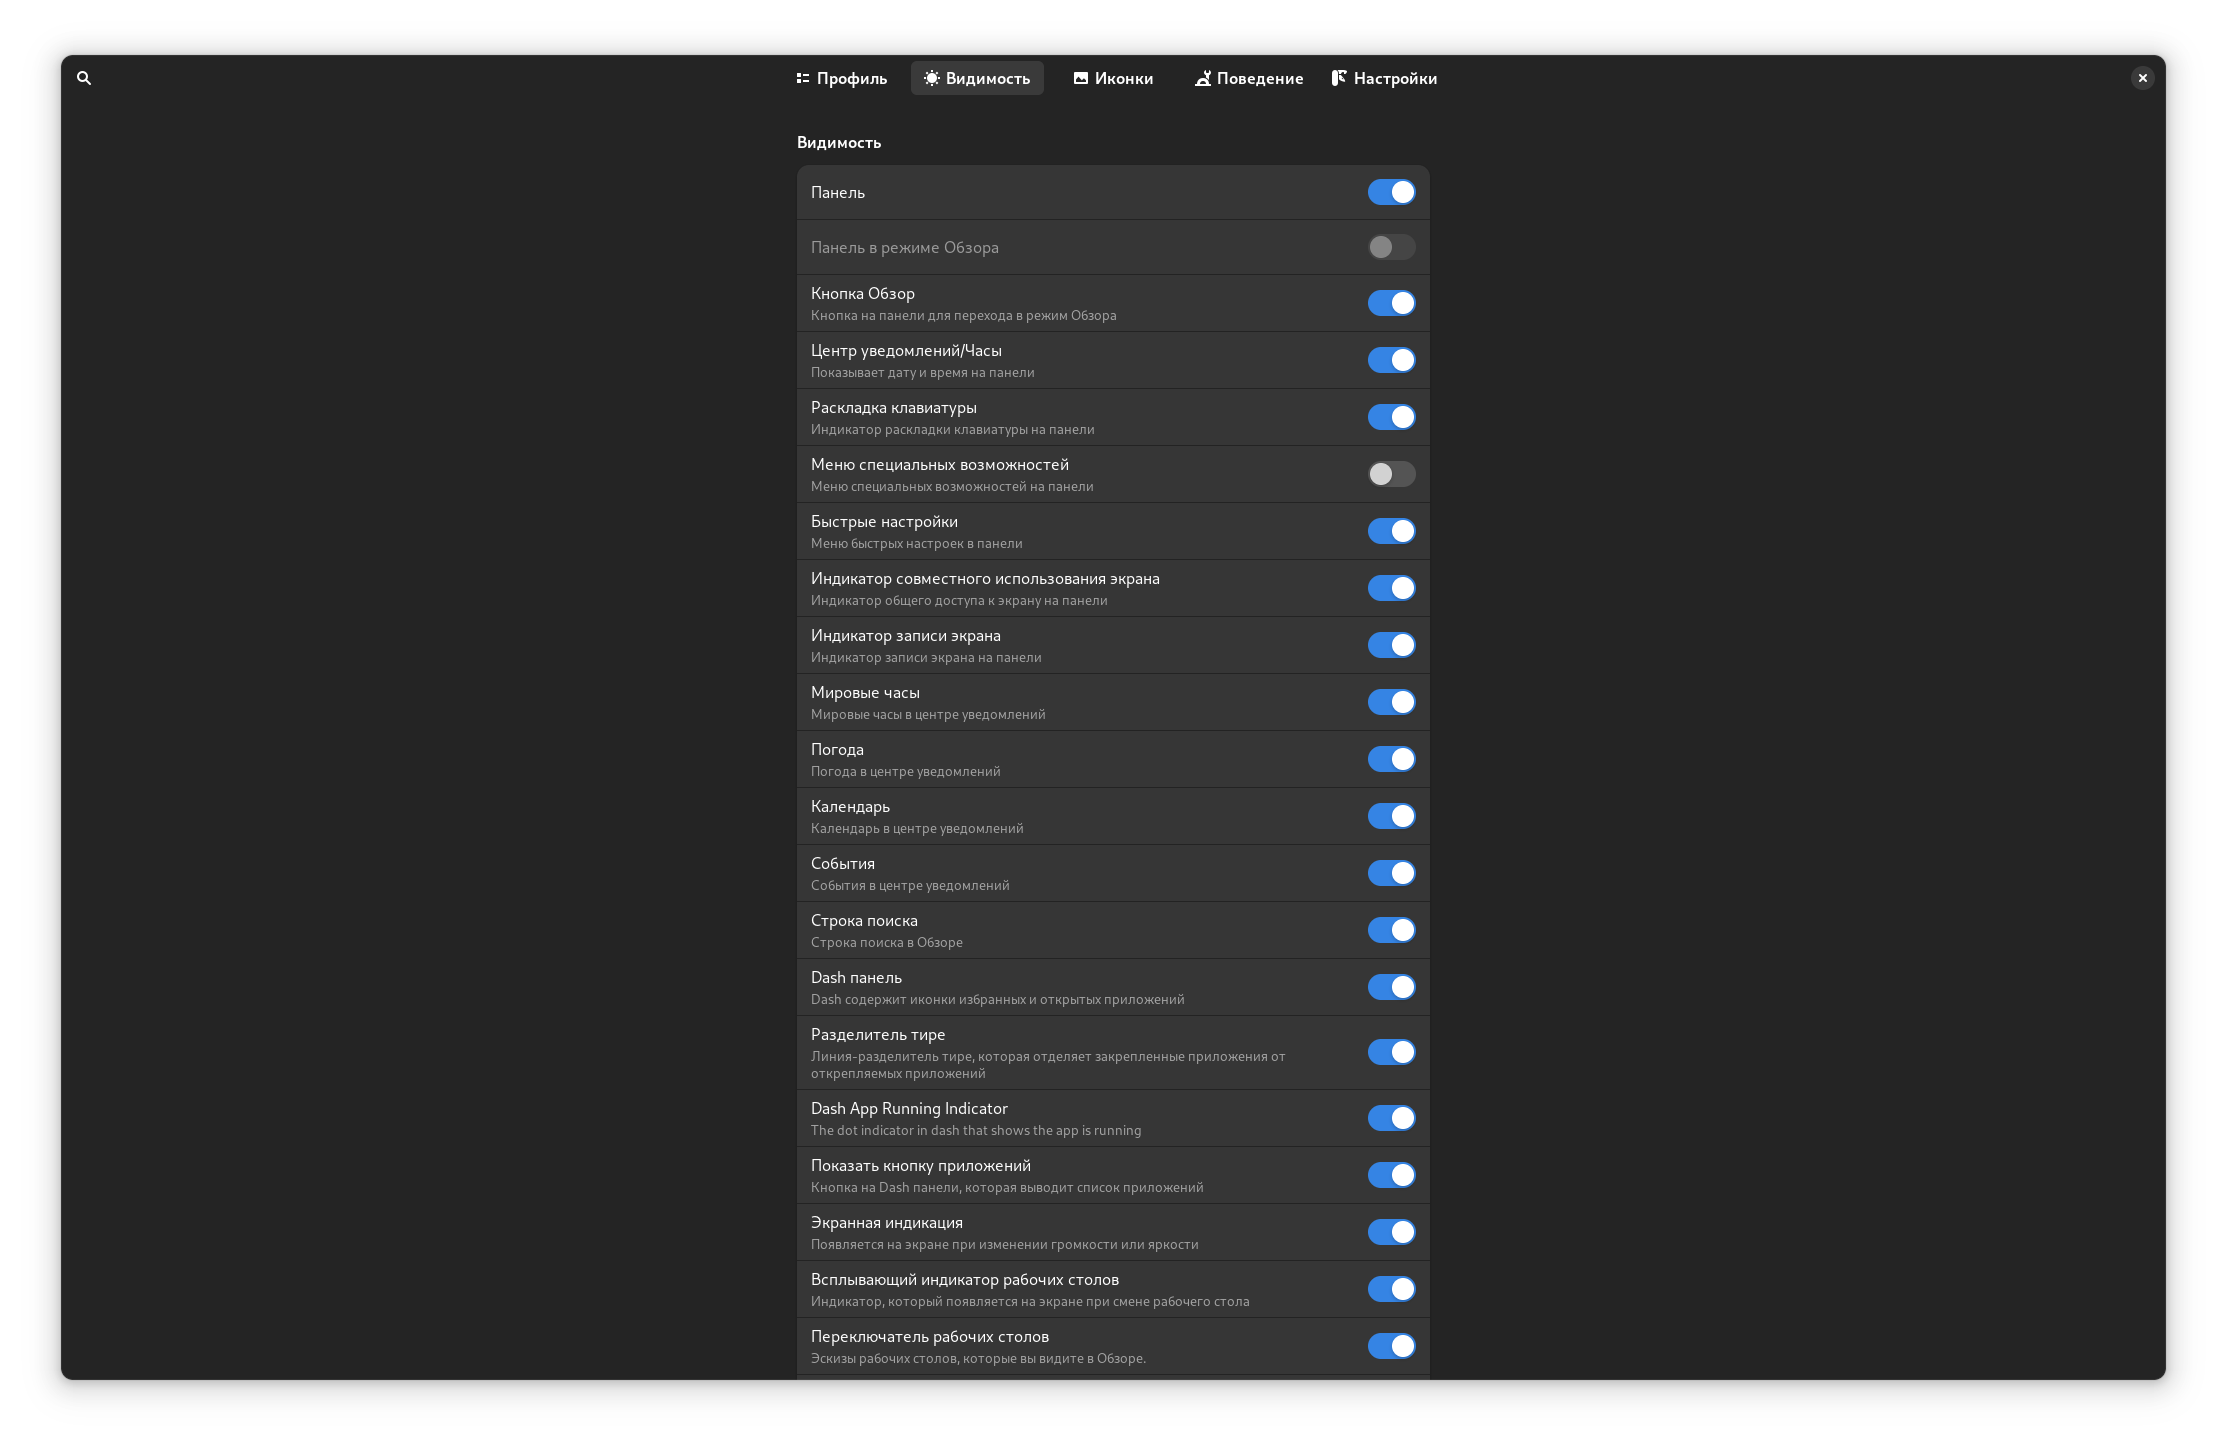 Профиль
Видимость
Иконки
Поведение
Настройки
Видимость
Панель
Панель в режиме Обзора
Кнопка Обзор
Кнопка на панели для перехода в режим Обзора
Центр уведомлений/Часы
Показывает дату и время на панели
Раскладка клавиатуры
Индикатор раскладки клавиатуры на панели
Меню специальных возможностей
Меню специальных возможностей на панели
Быстрые настройки
Меню быстрых настроек в панели
Индикатор совместного использования экрана
Индикатор общего доступа к экрану на панели
Индикатор записи экрана
Индикатор записи экрана на панели
Мировые часы
Мировые часы в центре уведомлений
Погода
Погода в центре уведомлений
Календарь
Календарь в центре уведомлений
События
События в центре уведомлений
Строка поиска
Строка поиска в Обзоре
Dash панель
Dash содержит иконки избранных и открытых приложений
Разделитель тире
Линия-разделитель тире, которая отделяет закрепленные приложения от
открепляемых приложений
Dash App Running Indicator
The dot indicator in dash that shows the app is running
Показать кнопку приложений
Кнопка на Dash панели, которая выводит список приложений
Экранная индикация
Появляется на экране при изменении громкости или яркости
Всплывающий индикатор рабочих столов
Индикатор, который появляется на экране при смене рабочего стола
Переключатель рабочих столов
Эскизы рабочих столов, которые вы видите в Обзоре.